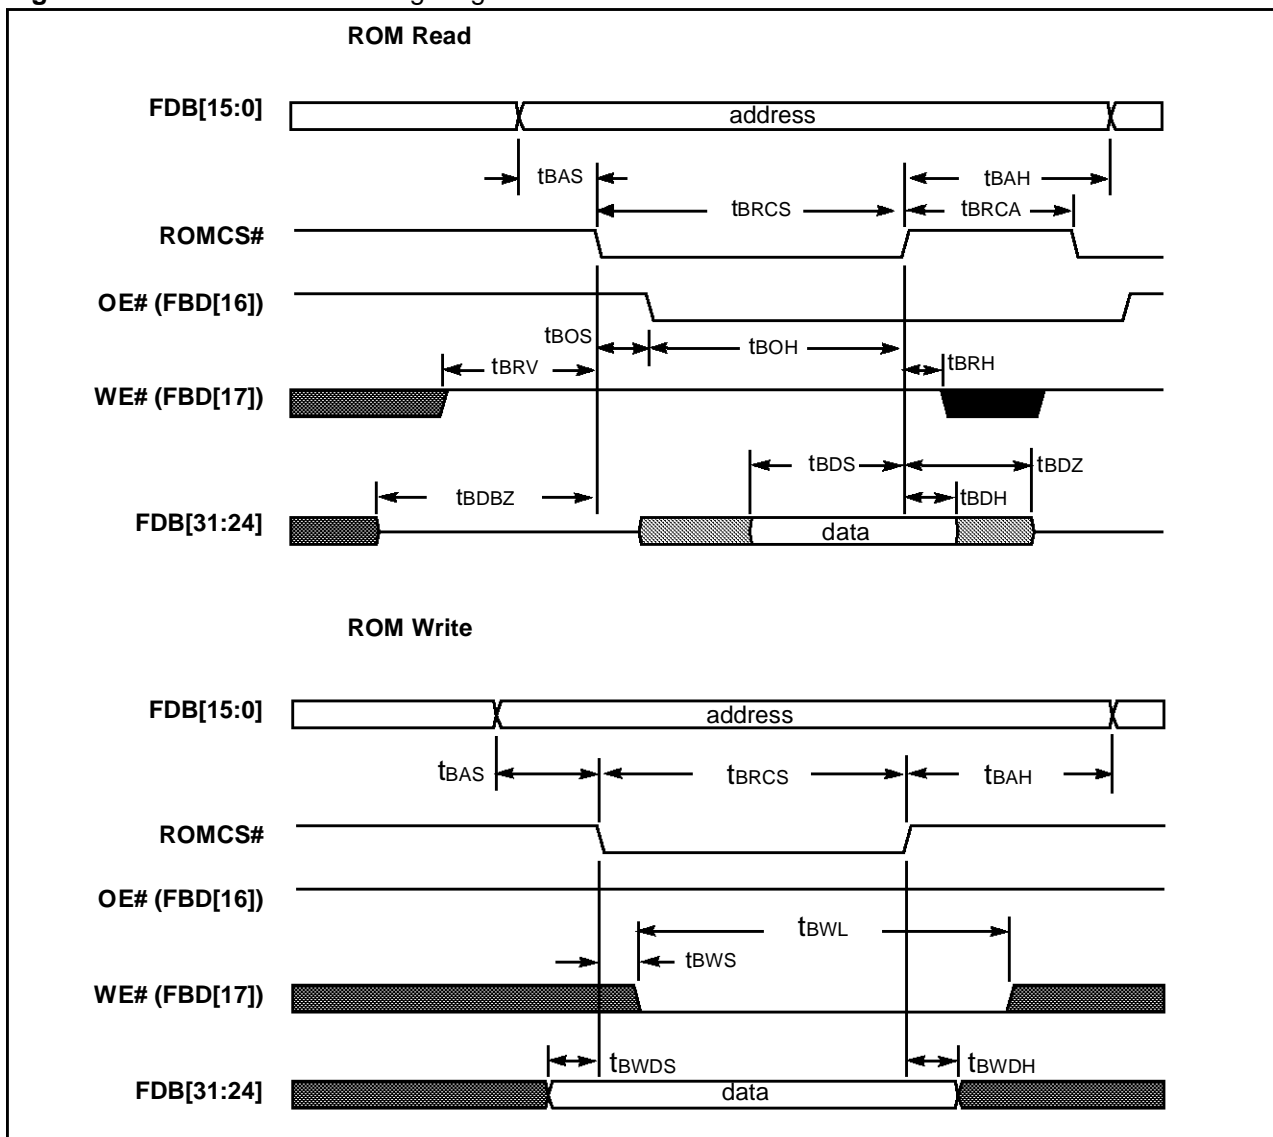 ROM Read
FDB[15:0]
address
tBAS
tBAH
tBRCS
tBRCA
ROMCS#
OE# (FBD[16])
tBOS
tBOH
tBRV
tBRH
WE# (FBD[17])
tBDS
tBDZ
tBDBZ
tBDH
FDB[31:24]
data
ROM Write
FDB[15:0]
address
tBAS
tBRCS
tBAH
ROMCS#
OE# (FBD[16])
tBWL
tBWS
WE# (FBD[17])
tBWDS
tBWDH
FDB[31:24]
data